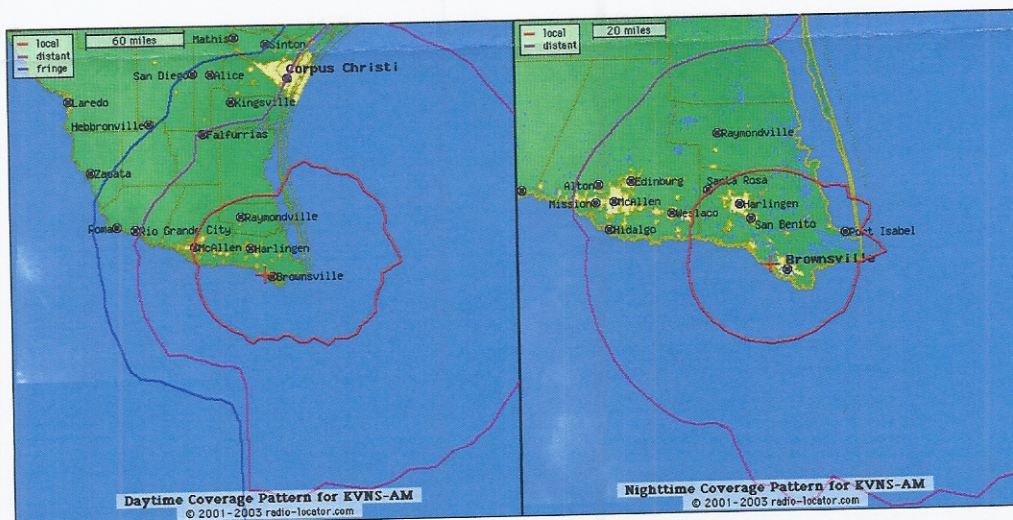 local
distant
fringe
60 miles
Mathis
Sinton
San Diego
Alice
Corpus Christi
Laredo
Kingsville
Hebbronville
Falfurrias
Zapata
Raymondville
Roma
Rio Grande City
McAllen
Harlingen
Brownsville
Daytime Coverage Pattern for KVNS-AM
© 2001-2003 radio-locator.com
local
distant
20 miles
Raymondville
Alton
Edinburg
Santa Rosa
Mission
McAllen
Weslaco
Harlingen
San Benito
Hidalgo
Port Isabel
Brownsville
Nighttime Coverage Pattern for KVNS-AM
© 2001-2003 radio-locator.com